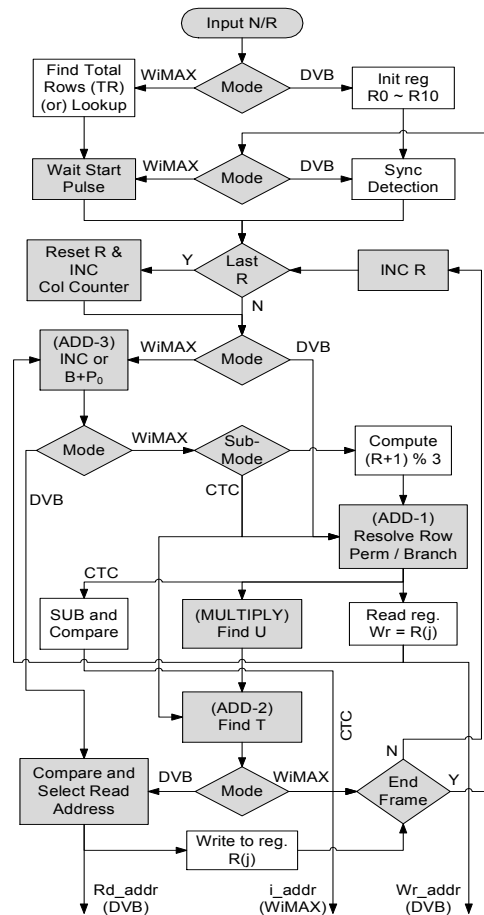 Input N/R
Find Total
Rows (TR)
(or) Lookup
WiMAX
Mode
DVB
Init reg
R0 ~ R10
Wait Start
Pulse
WiMAX
Mode
DVB
Sync
Detection
Reset R &
INC
Col Counter
Y
Last
R
INC R
N
(ADD-3)
INC or
B+P₀
WiMAX
Mode
DVB
Mode
WiMAX
Sub-
Mode
Compute
(R+1) % 3
DVB
CTC
(ADD-1)
Resolve Row
Perm / Branch
CTC
SUB and
Compare
(MULTIPLY)
Find U
Read reg.
Wr = R(j)
(ADD-2)
Find T
CTC
N
Compare and
Select Read
Address
DVB
Mode
WiMAX
End
Frame
Y
Write to reg.
R(j)
Rd_addr
(DVB)
i_addr
(WiMAX)
Wr_addr
(DVB)